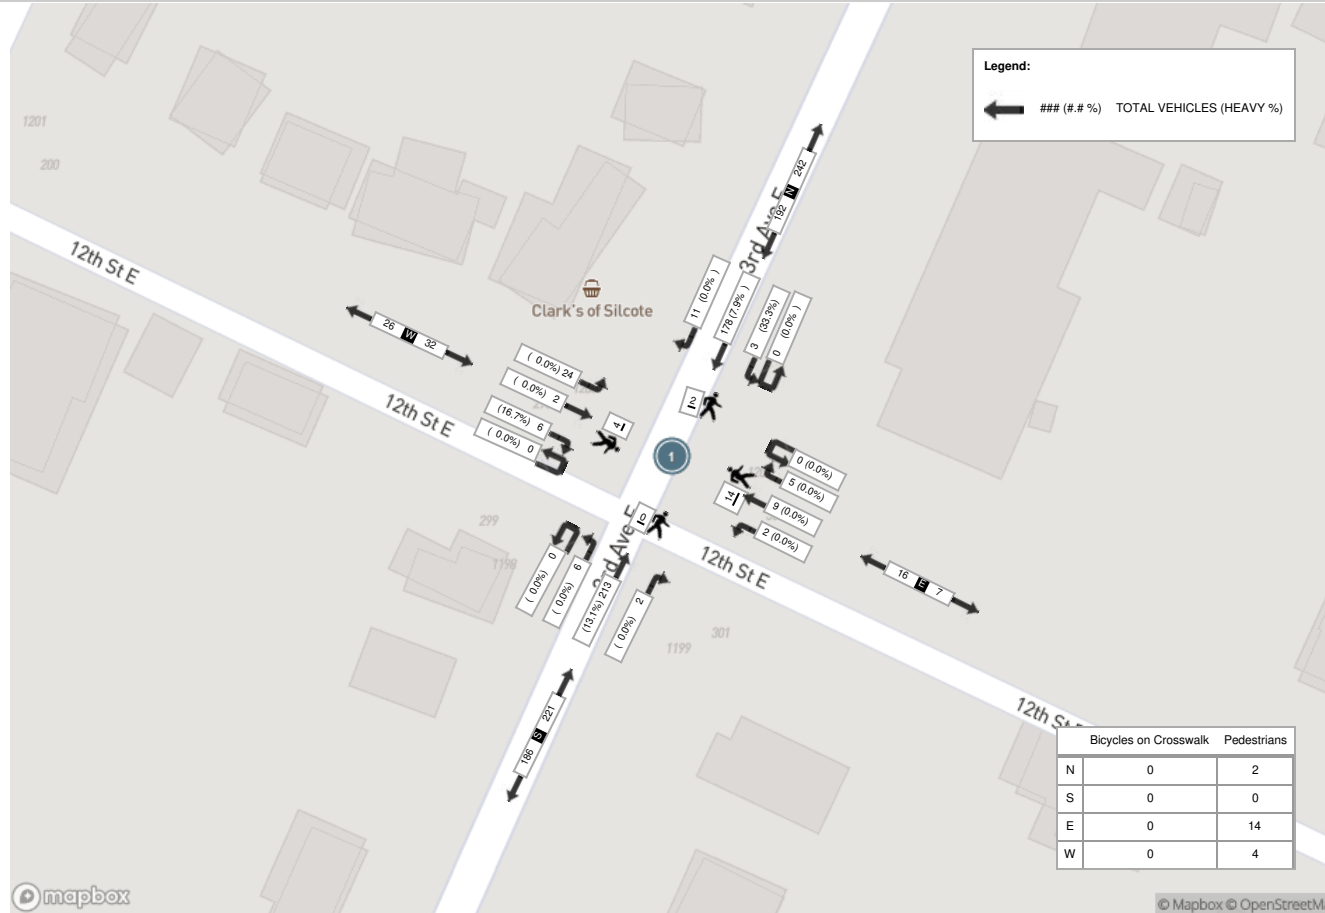 Legend:
### (#.# %) TOTAL VEHICLES (HEAVY %)
1201
200
12th St E
Clark's of Silcote
3rd Ave E
192 N 242
11 (0.0% )
178 (7.9% )
3 (33.3%)
0 (0.0% )
26 W 32
( 0.0%) 24
( 0.0%) 2
(16.7%) 6
( 0.0%) 0
12th St E
4
2
1
0 (0.0%)
5 (0.0%)
9 (0.0%)
2 (0.0%)
14
0
299
1198
3rd Ave E
( 0.0%) 0
( 0.0%) 6
(13.1%) 213
( 0.0%) 2
12th St E
16 E 7
301
1199
186 S 221
12th St E
Bicycles on Crosswalk Pedestrians
N 0 2
S 0 0
E 0 14
W 0 4
mapbox
© Mapbox © OpenStreetM